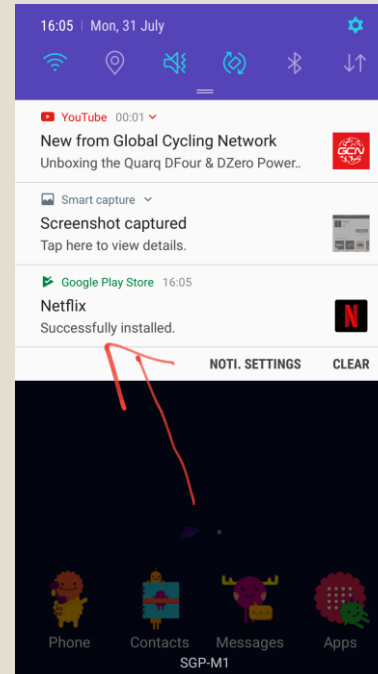 16:05 | Mon, 31 July
YouTube 00:01
New from Global Cycling Network
Unboxing the Quarq DFour & DZero Power..
GCN
Smart capture
Screenshot captured
Tap here to view details.
Google Play Store 16:05
Netflix
Successfully installed.
N
NOTI. SETTINGS CLEAR
Phone Contacts Messages Apps
SGP-M1